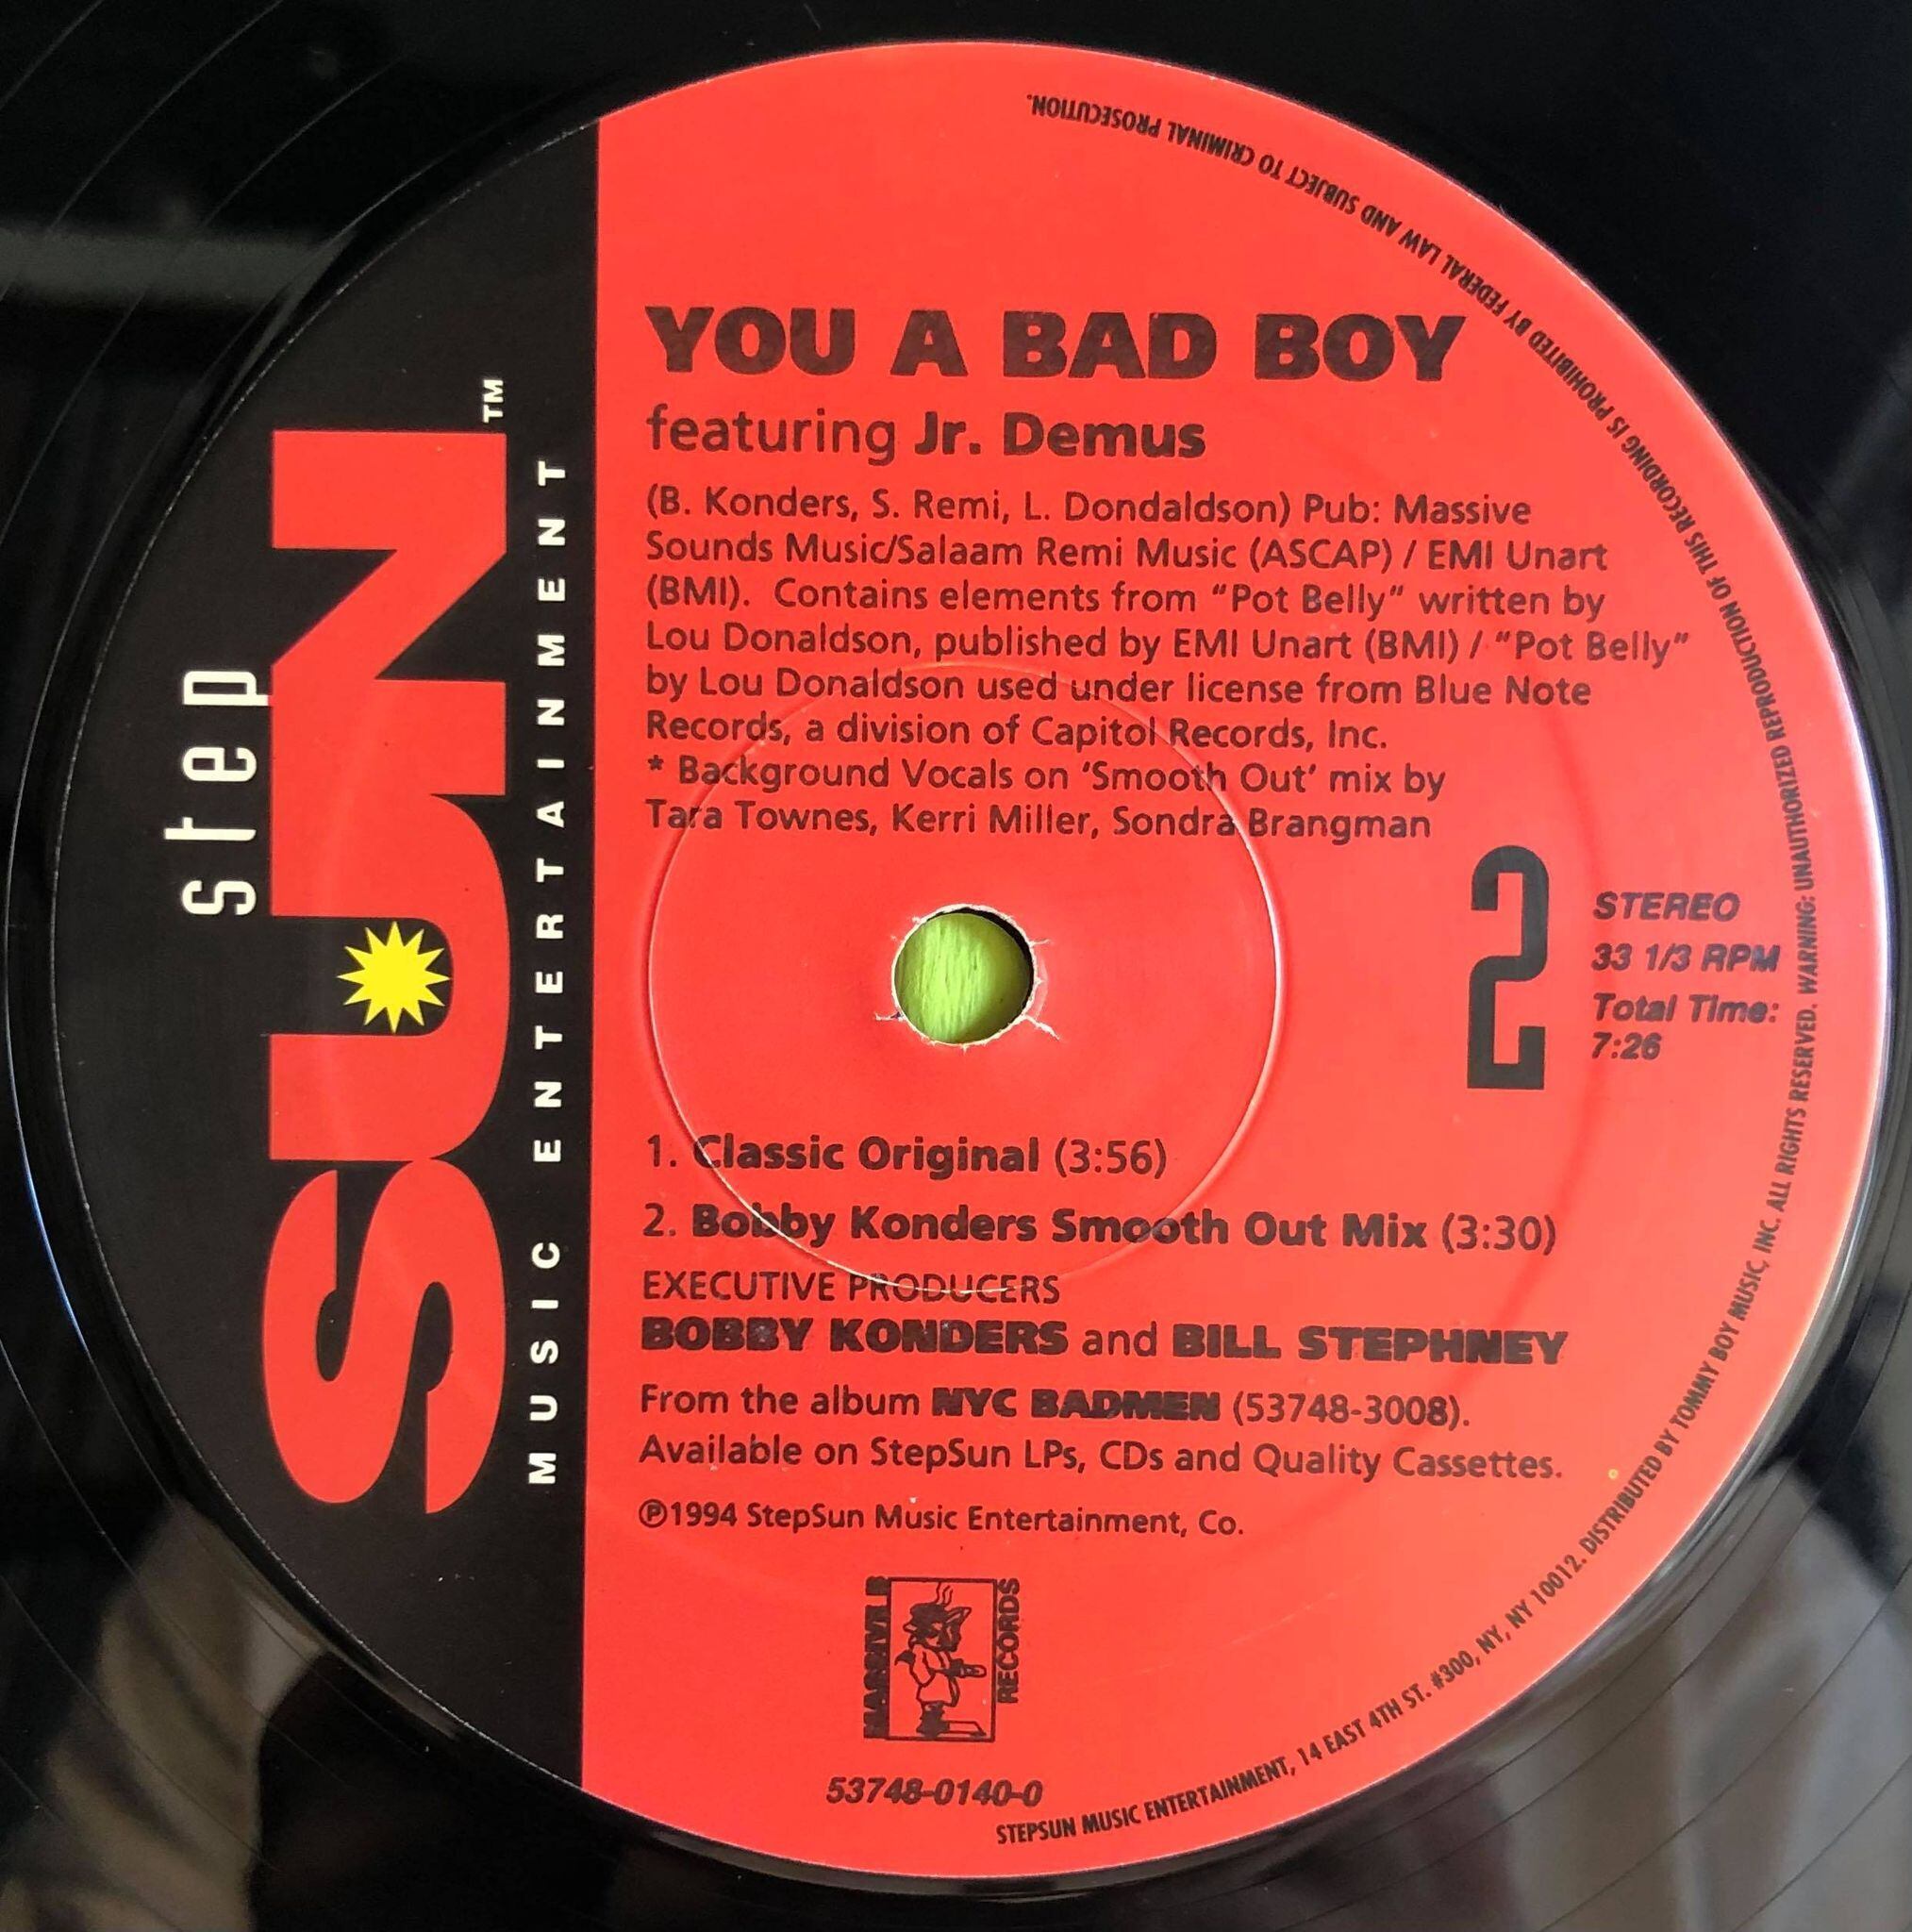 step
SUN
™
MUSIC ENTERTAINMENT
YOU A BAD BOY
featuring Jr. Demus
(B. Konders, S. Remi, L. Dondaldson) Pub: Massive
Sounds Music/Salaam Remi Music (ASCAP) / EMI Unart
(BMI). Contains elements from “Pot Belly” written by
Lou Donaldson, published by EMI Unart (BMI) / “Pot Belly”
by Lou Donaldson used under license from Blue Note
Records, a division of Capitol Records, Inc.
* Background Vocals on ‘Smooth Out’ mix by
Tara Townes, Kerri Miller, Sondra Brangman
2
STEREO
33 1/3 RPM
Total Time:
7:26
1. Classic Original (3:56)
2. Bobby Konders Smooth Out Mix (3:30)
EXECUTIVE PRODUCERS
BOBBY KONDERS and BILL STEPHNEY
From the album NYC BADMEN (53748-3008).
Available on StepSun LPs, CDs and Quality Cassettes.
℗1994 StepSun Music Entertainment, Co.
MASSIVE B
RECORDS
53748-0140-0
STEPSUN MUSIC ENTERTAINMENT, 14 EAST 4TH ST. #300, NY, NY 10012. DISTRIBUTED BY TOMMY BOY MUSIC, INC. ALL RIGHTS RESERVED. WARNING: UNAUTHORIZED REPRODUCTION OF THIS RECORDING IS PROHIBITED BY FEDERAL LAW AND SUBJECT TO CRIMINAL PROSECUTION.